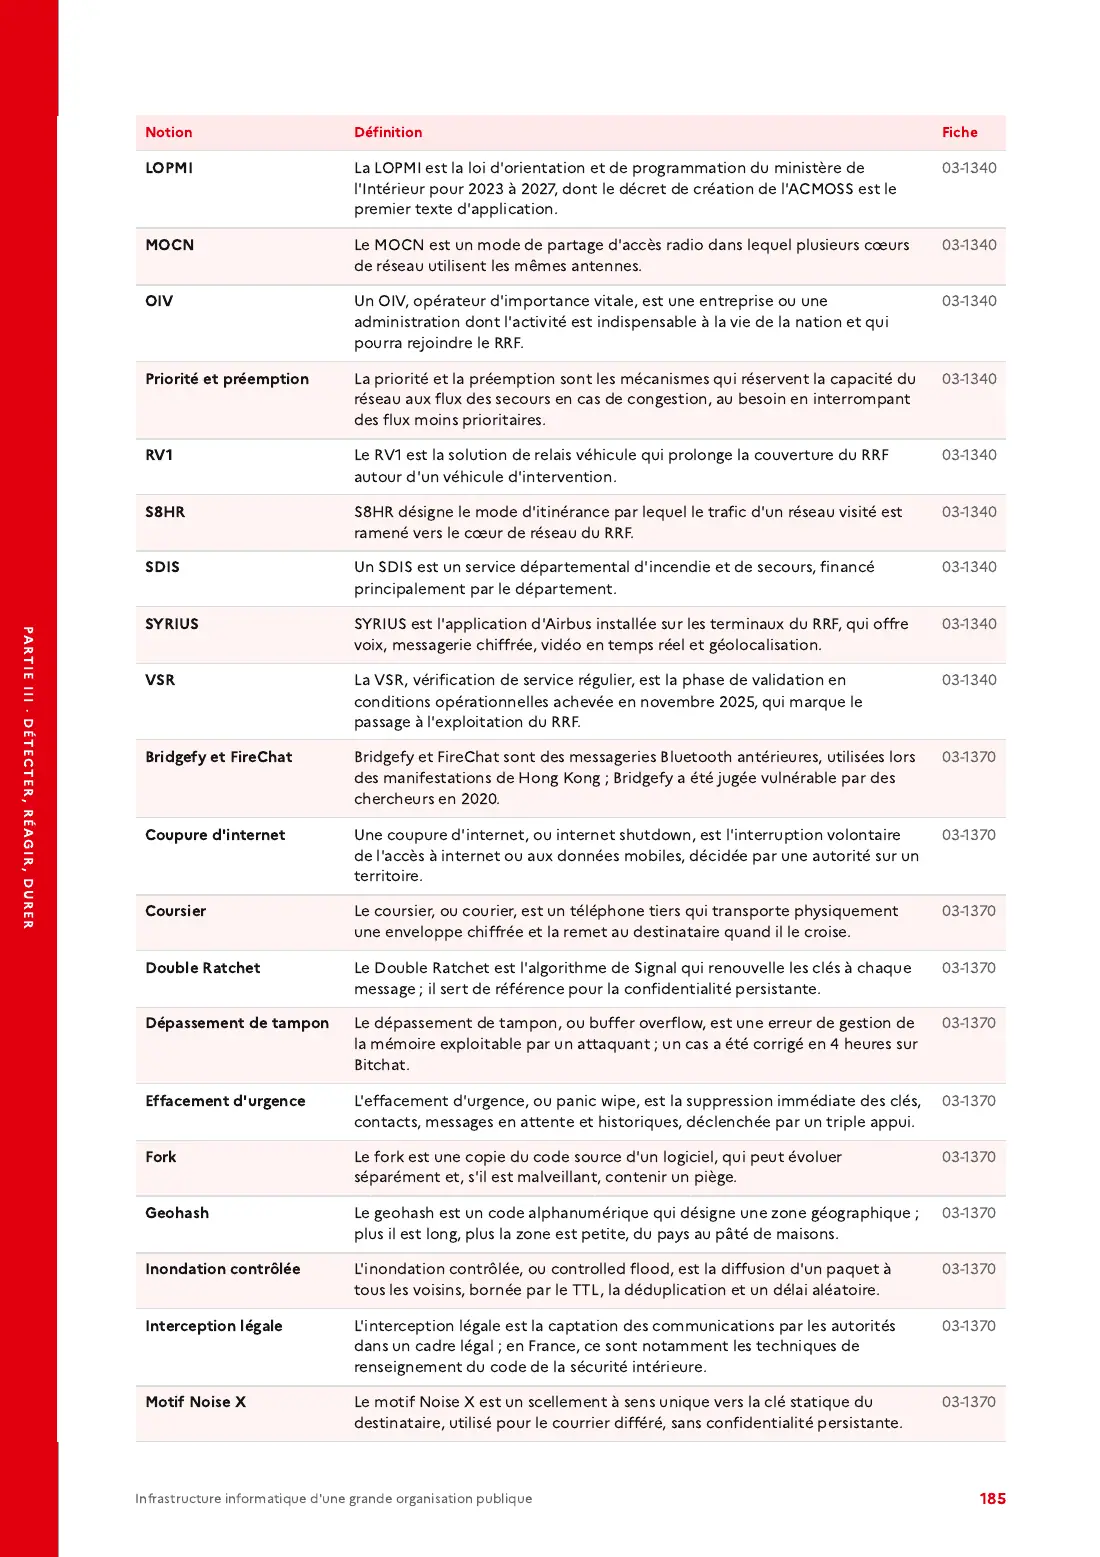 Notion Définition Fiche
LOPMI La LOPMI est la loi d'orientation et de programmation du ministère de 03-1340
l'Intérieur pour 2023 à 2027, dont le décret de création de l'ACMOSS est le
premier texte d'application.
MOCN Le MOCN est un mode de partage d'accès radio dans lequel plusieurs cœurs 03-1340
de réseau utilisent les mêmes antennes.
OIV Un OIV, opérateur d'importance vitale, est une entreprise ou une 03-1340
administration dont l'activité est indispensable à la vie de la nation et qui
pourra rejoindre le RRF.
Priorité et préemption La priorité et la préemption sont les mécanismes qui réservent la capacité du 03-1340
réseau aux flux des secours en cas de congestion, au besoin en interrompant
des flux moins prioritaires.
RV1 Le RV1 est la solution de relais véhicule qui prolonge la couverture du RRF 03-1340
autour d'un véhicule d'intervention.
S8HR S8HR désigne le mode d'itinérance par lequel le trafic d'un réseau visité est 03-1340
ramené vers le cœur de réseau du RRF.
SDIS Un SDIS est un service départemental d'incendie et de secours, financé 03-1340
principalement par le département.
SYRIUS SYRIUS est l'application d'Airbus installée sur les terminaux du RRF, qui offre 03-1340
voix, messagerie chiffrée, vidéo en temps réel et géolocalisation.
VSR La VSR, vérification de service régulier, est la phase de validation en 03-1340
conditions opérationnelles achevée en novembre 2025, qui marque le
passage à l'exploitation du RRF.
Bridgefy et FireChat Bridgefy et FireChat sont des messageries Bluetooth antérieures, utilisées lors 03-1370
des manifestations de Hong Kong ; Bridgefy a été jugée vulnérable par des
chercheurs en 2020.
Coupure d'internet Une coupure d'internet, ou internet shutdown, est l'interruption volontaire 03-1370
de l'accès à internet ou aux données mobiles, décidée par une autorité sur un
territoire.
Coursier Le coursier, ou courier, est un téléphone tiers qui transporte physiquement 03-1370
une enveloppe chiffrée et la remet au destinataire quand il le croise.
Double Ratchet Le Double Ratchet est l'algorithme de Signal qui renouvelle les clés à chaque 03-1370
message ; il sert de référence pour la confidentialité persistante.
Dépassement de tampon Le dépassement de tampon, ou buffer overflow, est une erreur de gestion de 03-1370
la mémoire exploitable par un attaquant ; un cas a été corrigé en 4 heures sur
Bitchat.
Effacement d'urgence L'effacement d'urgence, ou panic wipe, est la suppression immédiate des clés, 03-1370
contacts, messages en attente et historiques, déclenchée par un triple appui.
Fork Le fork est une copie du code source d'un logiciel, qui peut évoluer 03-1370
séparément et, s'il est malveillant, contenir un piège.
Geohash Le geohash est un code alphanumérique qui désigne une zone géographique ; 03-1370
plus il est long, plus la zone est petite, du pays au pâté de maisons.
Inondation contrôlée L'inondation contrôlée, ou controlled flood, est la diffusion d'un paquet à 03-1370
tous les voisins, bornée par le TTL, la déduplication et un délai aléatoire.
Interception légale L'interception légale est la captation des communications par les autorités 03-1370
dans un cadre légal ; en France, ce sont notamment les techniques de
renseignement du code de la sécurité intérieure.
Motif Noise X Le motif Noise X est un scellement à sens unique vers la clé statique du 03-1370
destinataire, utilisé pour le courrier différé, sans confidentialité persistante.
PARTIE III · DÉTECTER, RÉAGIR, DURER
Infrastructure informatique d'une grande organisation publique 185